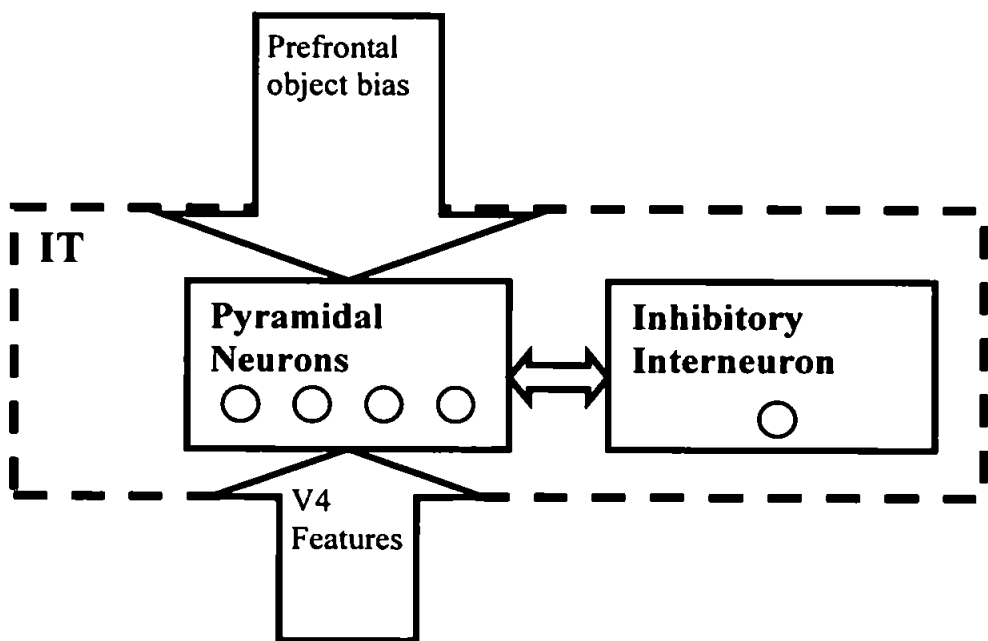 Prefrontal
object bias
IT
Pyramidal
Neurons
Inhibitory
Interneuron
V4
Features